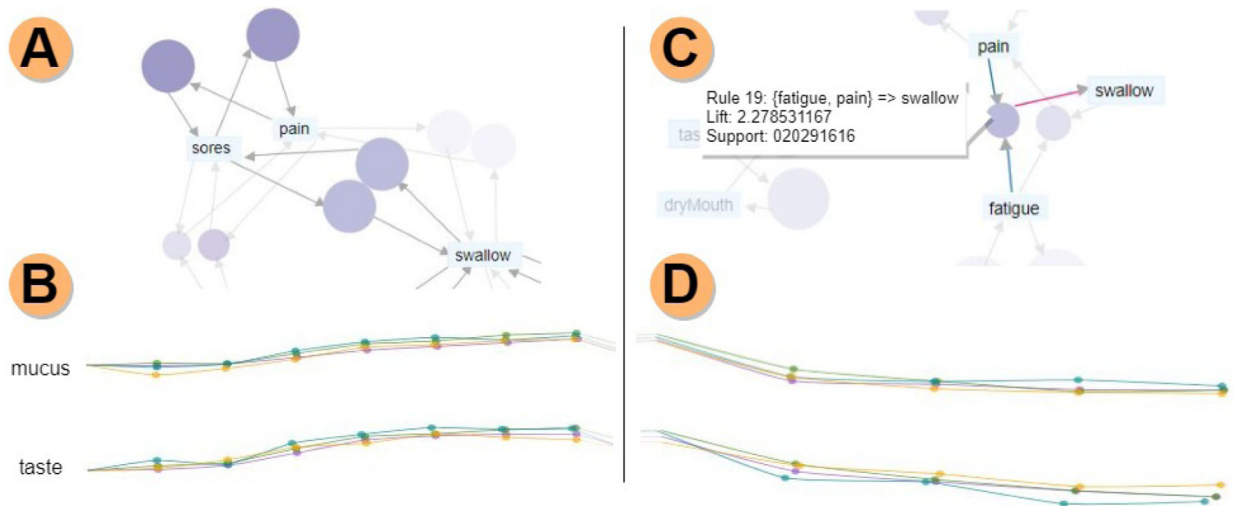 A
pain
sores
swallow
B
mucus
taste
C
pain
swallow
Rule 19: {fatigue, pain} => swallow
Lift: 2.278531167
Support: 020291616
tas
dryMouth
fatigue
D